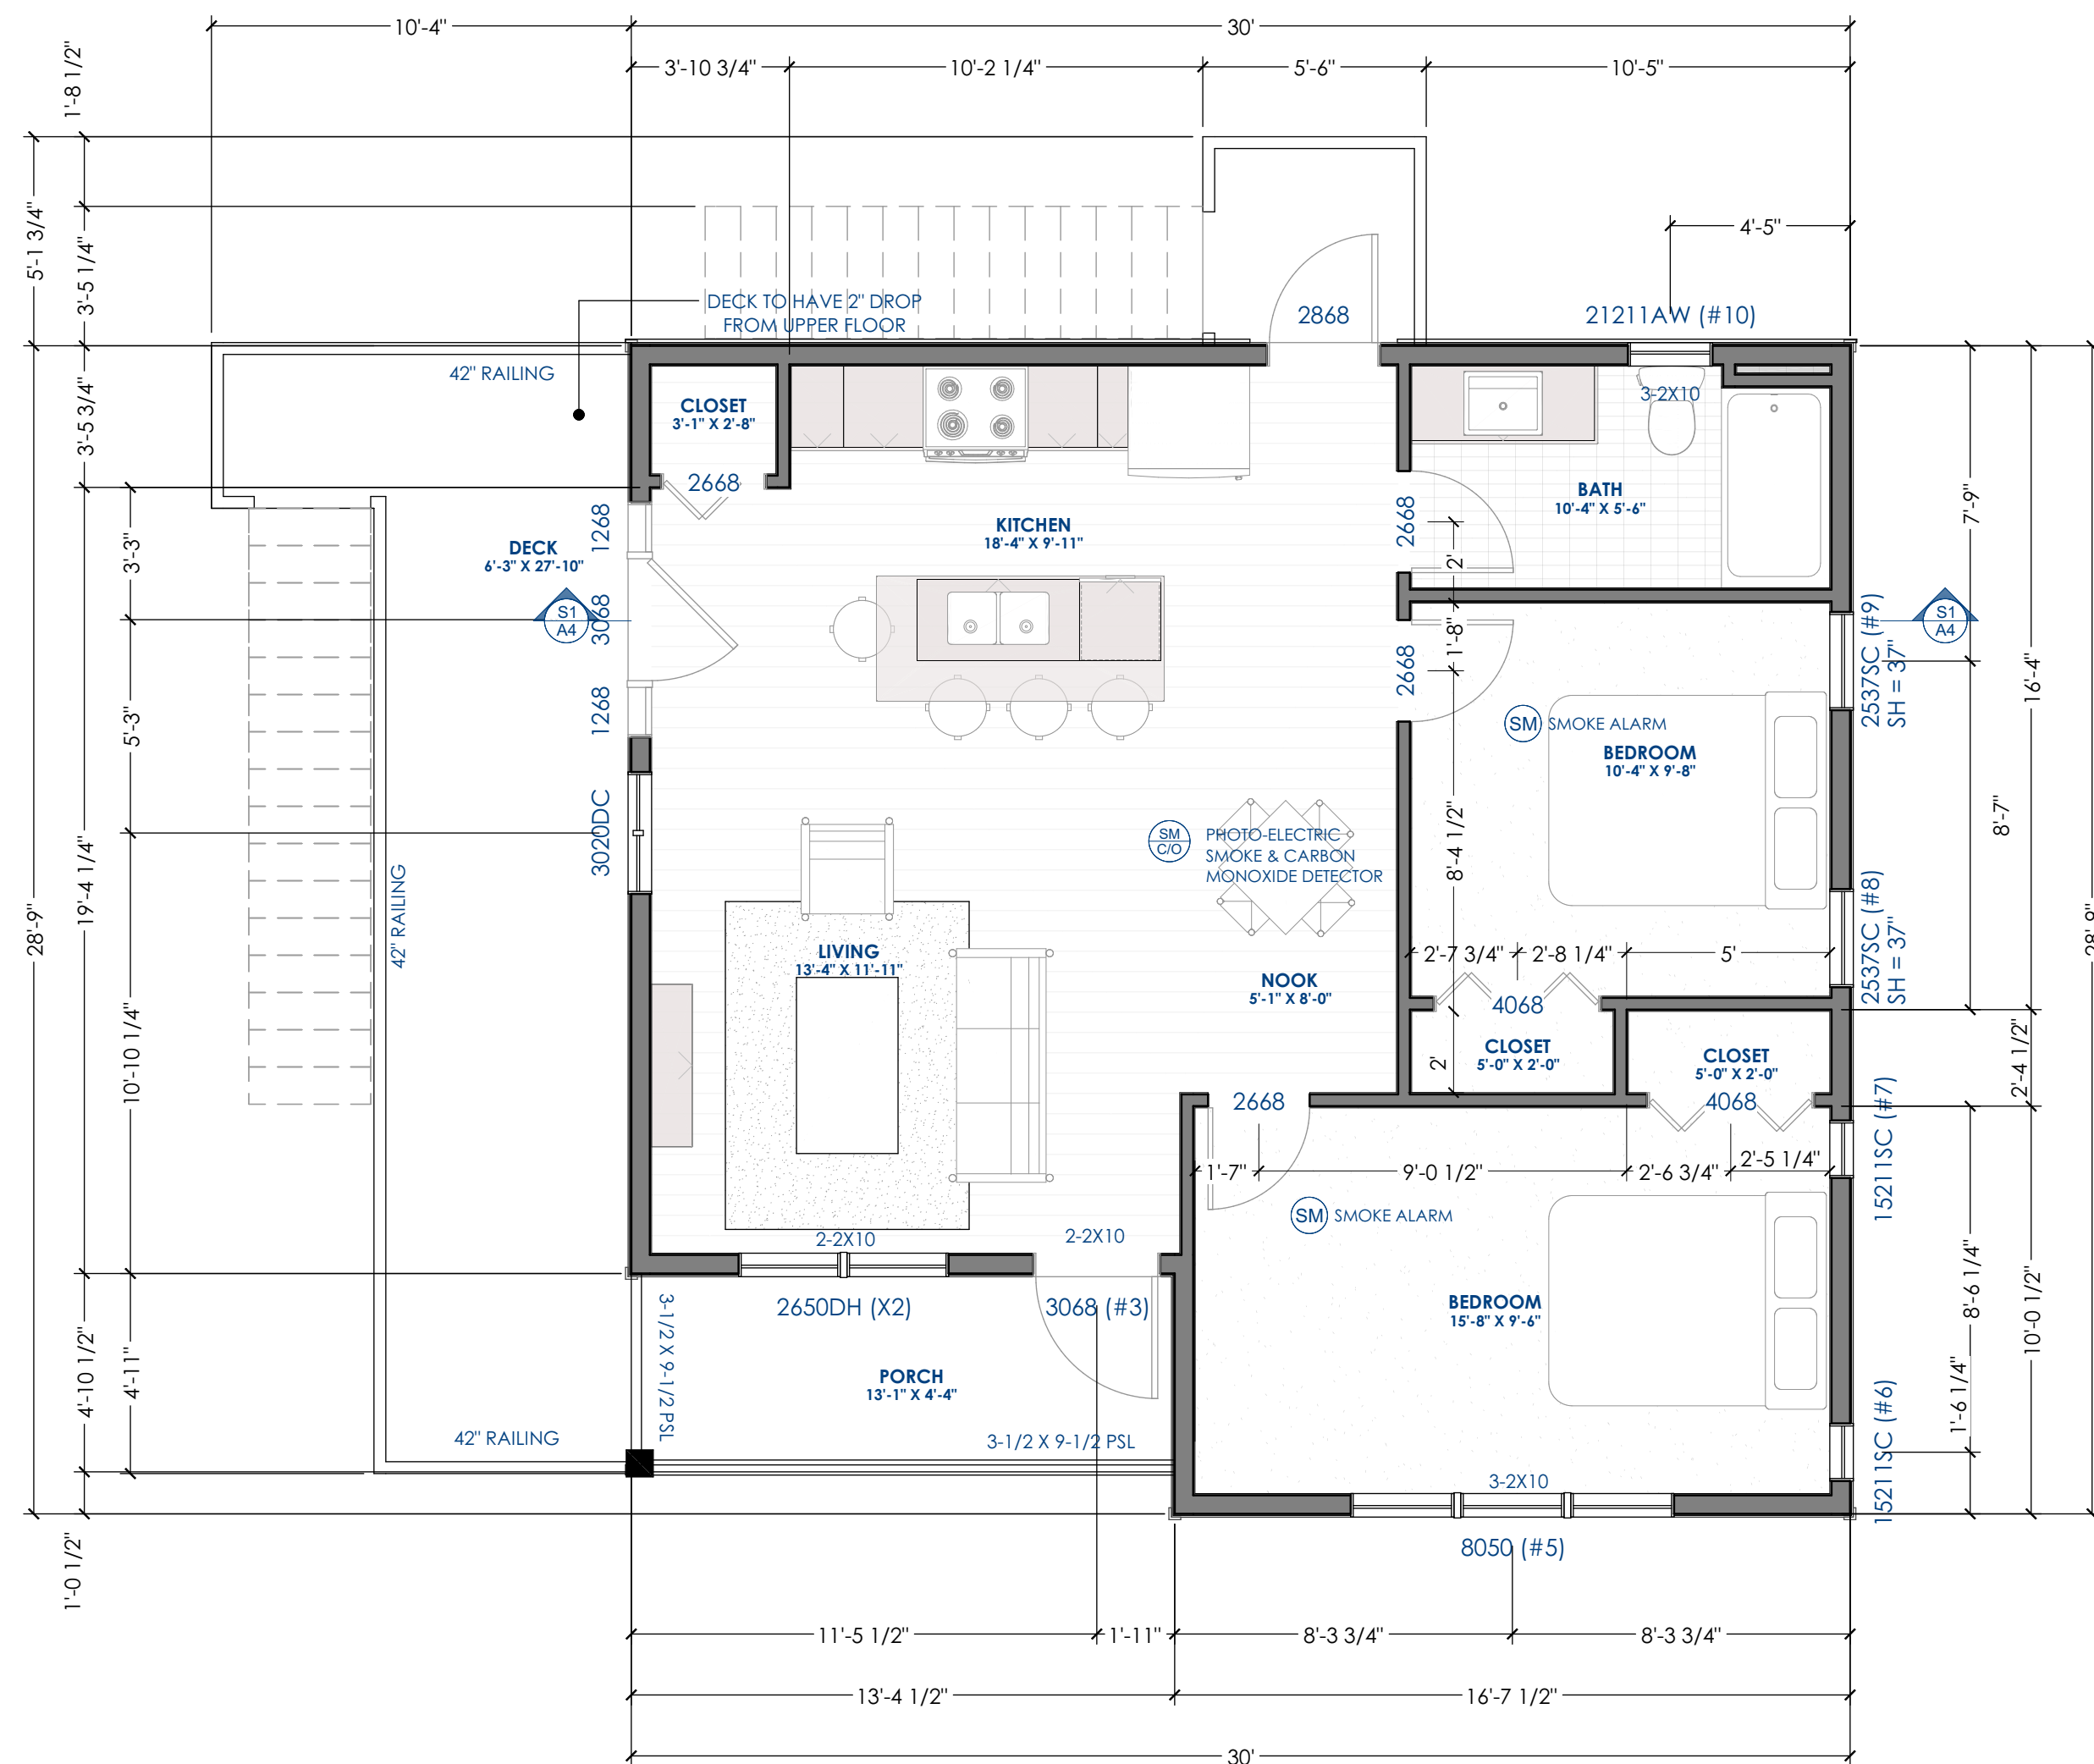 10'-4"
30'
3'-10 3/4"
10'-2 1/4"
5'-6"
10'-5"
1'-8 1/2"
5'-1 3/4"
3'-5 1/4"
4'-5"
DECK TO HAVE 2" DROP
FROM UPPER FLOOR
2868
21211AW (#10)
42" RAILING
3'-5 3/4"
CLOSET
3'-1" X 2'-8"
2668
3-2X10
7'-9"
BATH
10'-4" X 5'-6"
KITCHEN
18'-4" X 9'-11"
1268
2668
2'
DECK
6'-3" X 27'-10"
3'-3"
S1
A4
3068
1'-8"
2668
2537SC (#9)
SH = 37"
S1
A4
16'-4"
1268
5'-3"
SM
SMOKE ALARM
BEDROOM
10'-4" X 9'-8"
3020DC
SM
C/O
PHOTO-ELECTRIC
SMOKE & CARBON
MONOXIDE DETECTOR
8'-4 1/2"
8'-7"
28'-9"
19'-4 1/4"
42" RAILING
28'-9"
LIVING
13'-4" X 11'-11"
2'-7 3/4"
2'-8 1/4"
5'
2537SC (#8)
SH = 37"
NOOK
5'-1" X 8'-0"
4068
10'-10 1/4"
CLOSET
5'-0" X 2'-0"
2'
CLOSET
5'-0" X 2'-0"
2'-4 1/2"
2668
4068
15211SC (#7)
1'-7"
9'-0 1/2"
2'-6 3/4"
2'-5 1/4"
SM
SMOKE ALARM
2-2X10
2-2X10
2650DH (X2)
3068 (#3)
BEDROOM
15'-8" X 9'-6"
8'-6 1/4"
10'-0 1/2"
3-1/2 X 9-1/2 PSL
4'-10 1/2"
4'-11"
PORCH
13'-1" X 4'-4"
1'-6 1/4"
15211SC (#6)
42" RAILING
3-1/2 X 9-1/2 PSL
3-2X10
8050 (#5)
1'-0 1/2"
11'-5 1/2"
1'-11"
8'-3 3/4"
8'-3 3/4"
13'-4 1/2"
16'-7 1/2"
30'